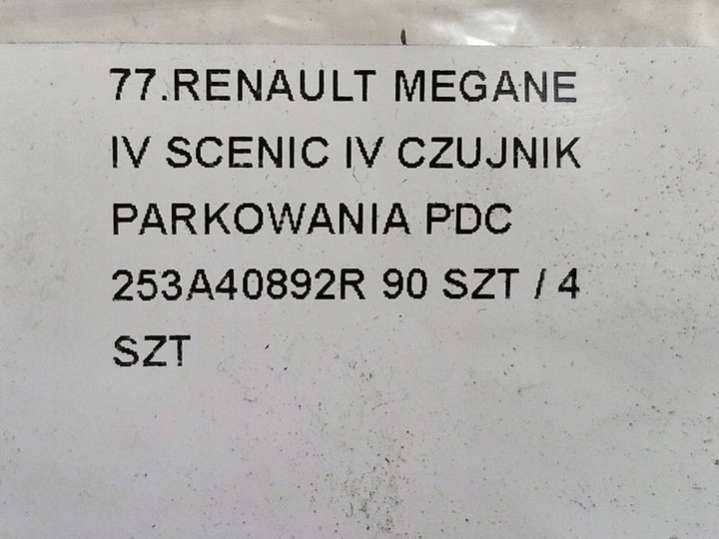 77.RENAULT MEGANE
IV SCENIC IV CZUJNIK
PARKOWANIA PDC
253A40892R 90 SZT / 4
SZT